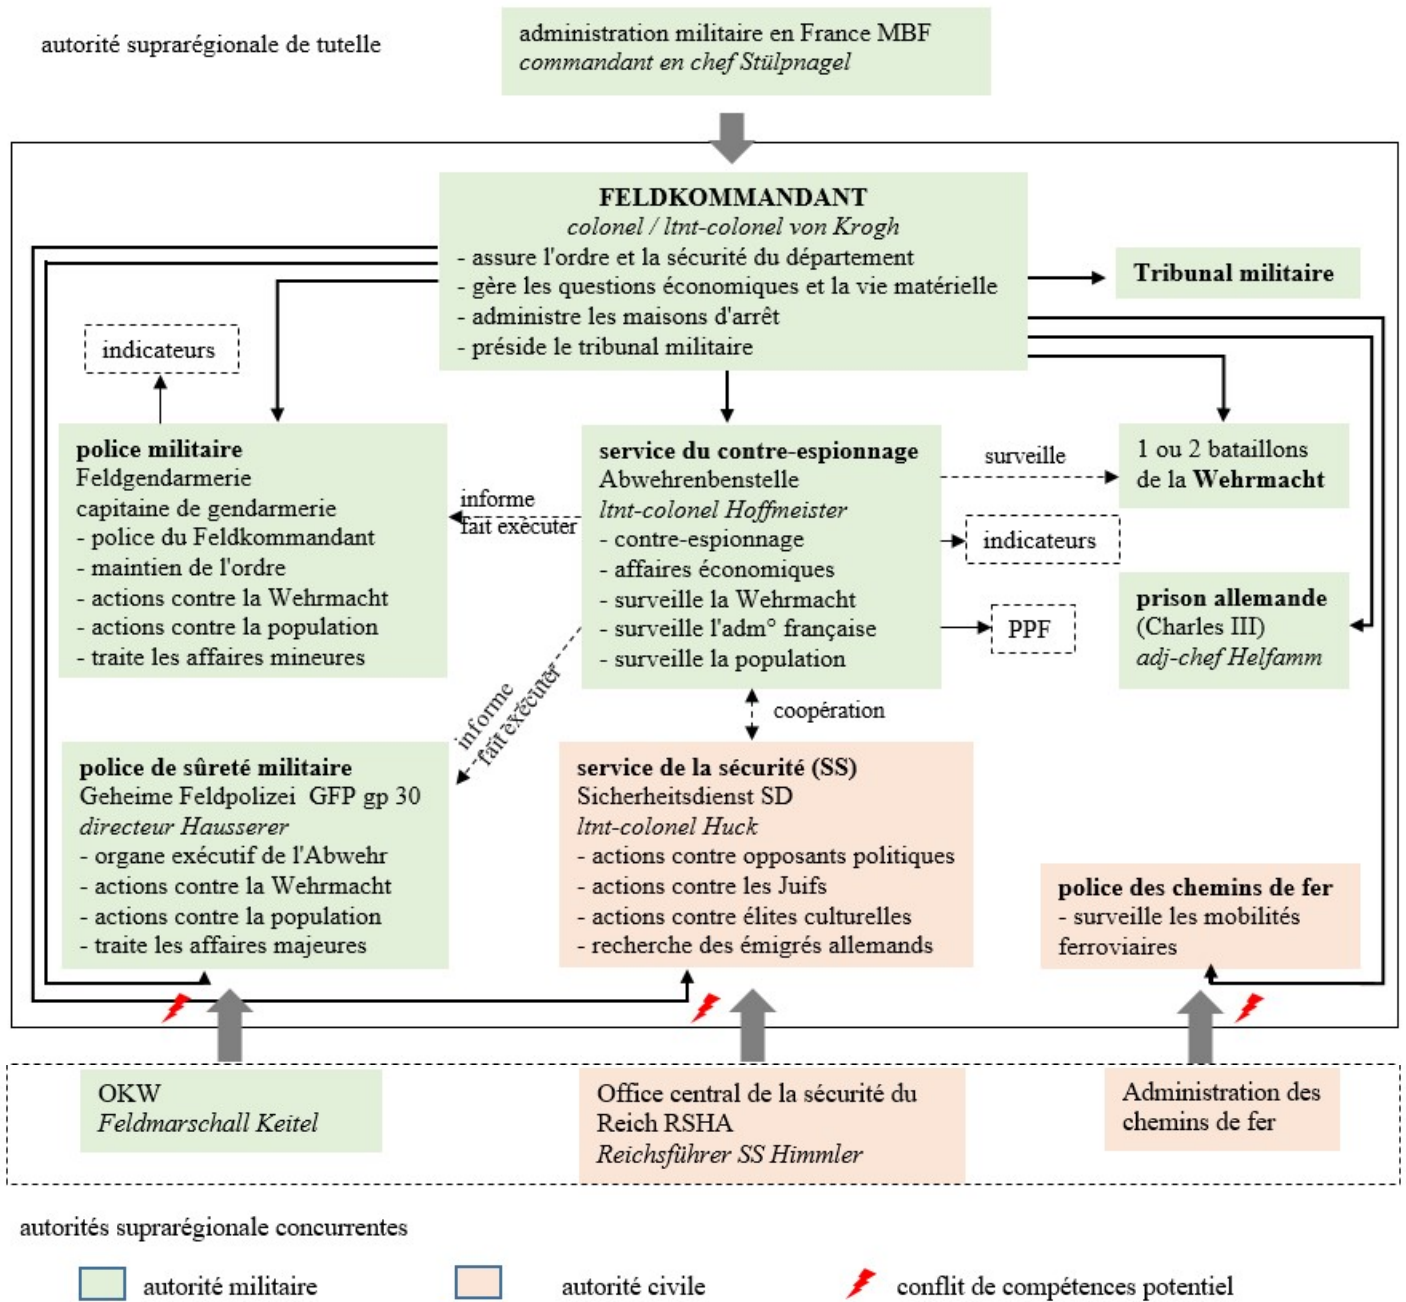 autorité suprarégionale de tutelle
administration militaire en France MBF
commandant en chef Stülpnagel
FELDKOMMANDANT
colonel / ltnt-colonel von Krogh
- assure l'ordre et la sécurité du département
- gère les questions économiques et la vie matérielle
- administre les maisons d'arrêt
- préside le tribunal militaire
Tribunal militaire
indicateurs
police militaire
Feldgendarmerie
capitaine de gendarmerie
- police du Feldkommandant
- maintien de l'ordre
- actions contre la Wehrmacht
- actions contre la population
- traite les affaires mineures
informe
fait exècuter
service du contre-espionnage
Abwehrenbenstelle
ltnt-colonel Hoffmeister
- contre-espionnage
- affaires économiques
- surveille la Wehrmacht
- surveille l'adm° française
- surveille la population
surveille
1 ou 2 bataillons
de la Wehrmacht
indicateurs
PPF
prison allemande
(Charles III)
adj-chef Helfamm
informe
fait exècuter
coopération
police de sûreté militaire
Geheime Feldpolizei GFP gp 30
directeur Hausserer
- organe exécutif de l'Abwehr
- actions contre la Wehrmacht
- actions contre la population
- traite les affaires majeures
service de la sécurité (SS)
Sicherheitsdienst SD
ltnt-colonel Huck
- actions contre opposants politiques
- actions contre les Juifs
- actions contre élites culturelles
- recherche des émigrés allemands
police des chemins de fer
- surveille les mobilités
ferroviaires
OKW
Feldmarschall Keitel
Office central de la sécurité du
Reich RSHA
Reichsführer SS Himmler
Administration des
chemins de fer
autorités suprarégionale concurrentes
autorité militaire
autorité civile
conflit de compétences potentiel